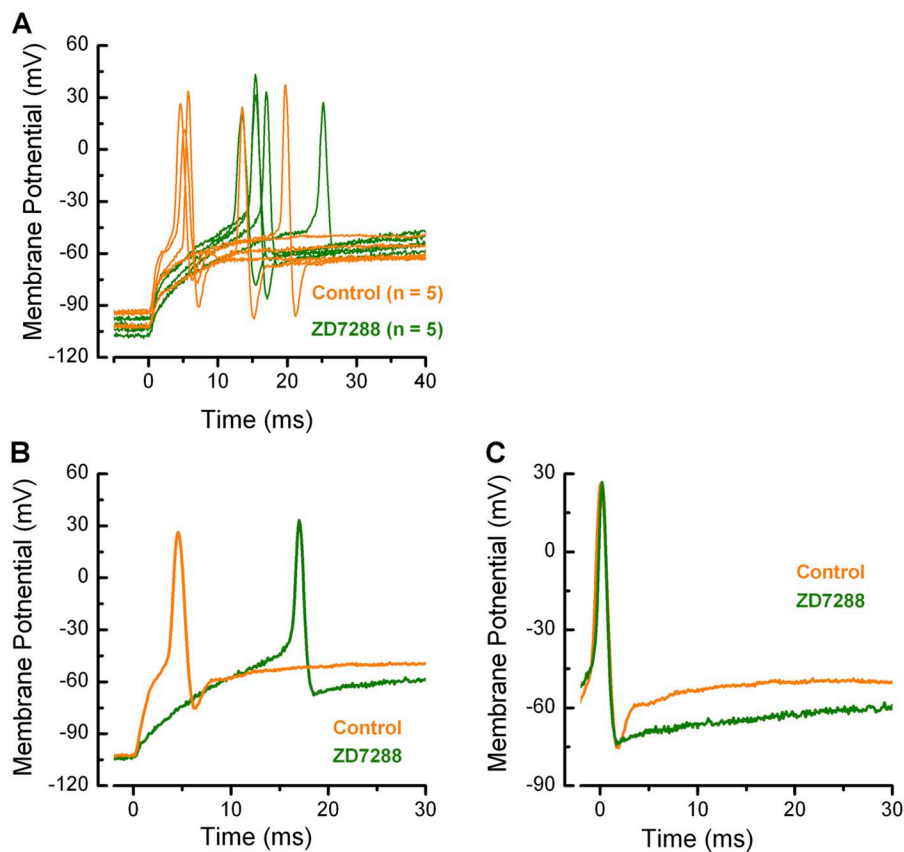 A
Membrane Potnential (mV)
60
30
0
-30
-60
-90
-120
Control (n = 5)
ZD7288 (n = 5)
0
10
20
30
40
Time (ms)
B
Membrane Potnential (mV)
60
30
0
-30
-60
-90
-120
Control
ZD7288
0
10
20
30
Time (ms)
C
Membrane Potnential (mV)
30
0
-30
-60
-90
Control
ZD7288
0
10
20
30
Time (ms)